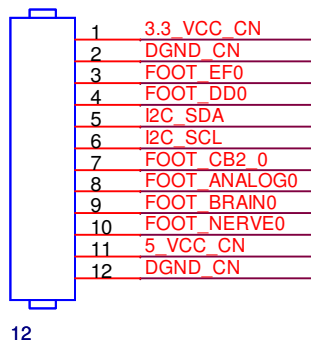 1 3.3_VCC_CN
2 DGND_CN
3 FOOT_EF0
4 FOOT_DD0
5 I2C_SDA
6 I2C_SCL
7 FOOT_CB2_0
8 FOOT_ANALOG0
9 FOOT_BRAIN0
10 FOOT_NERVE0
11 5_VCC_CN
12 DGND_CN
12